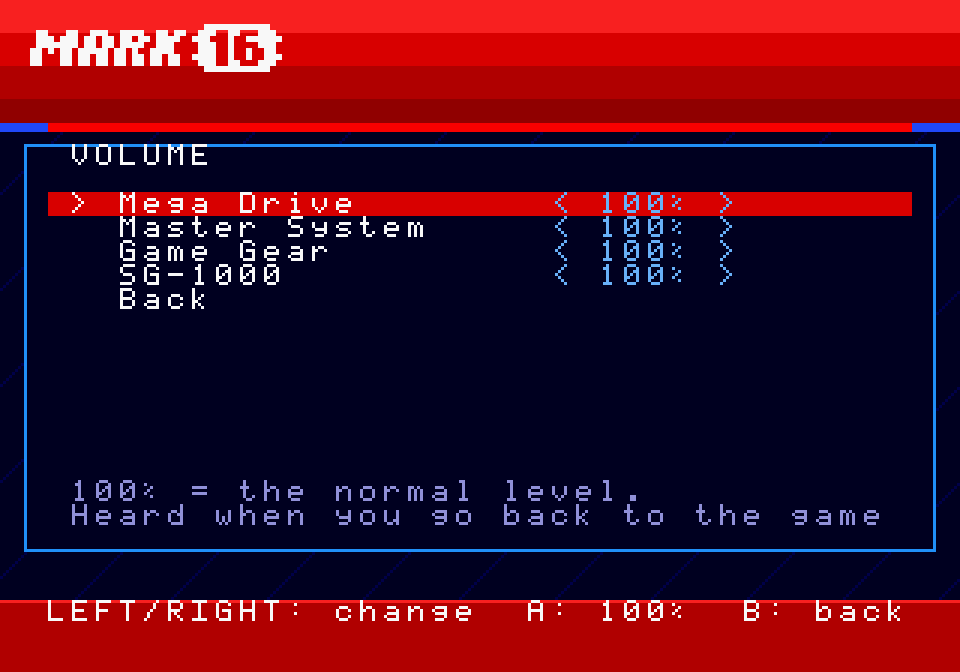 MARK 16
VOLUME
> Mega Drive < 100% >
Master System < 100% >
Game Gear < 100% >
SG-1000 < 100% >
Back
100% = the normal level.
Heard when you go back to the game
LEFT/RIGHT: change A: 100% B: back